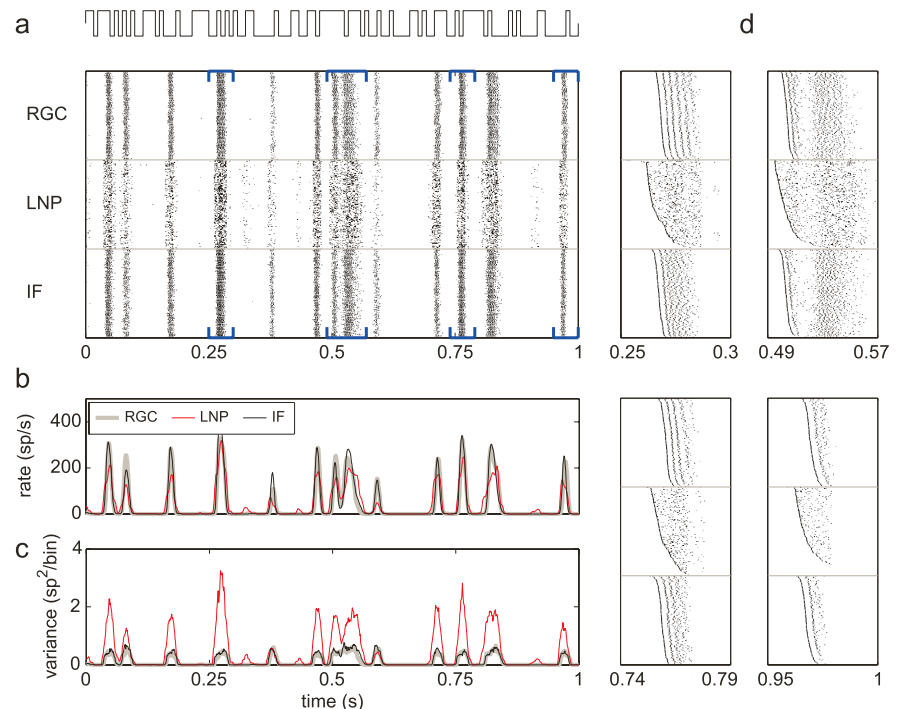 a
d
RGC
LNP
IF
0 0.25 0.5 0.75 1
0.25 0.3
0.49 0.57
b
400
200
0
rate (sp/s)
RGC LNP IF
c
4
2
0
variance (sp²/bin)
0 0.25 0.5 0.75 1
time (s)
0.74 0.79
0.95 1